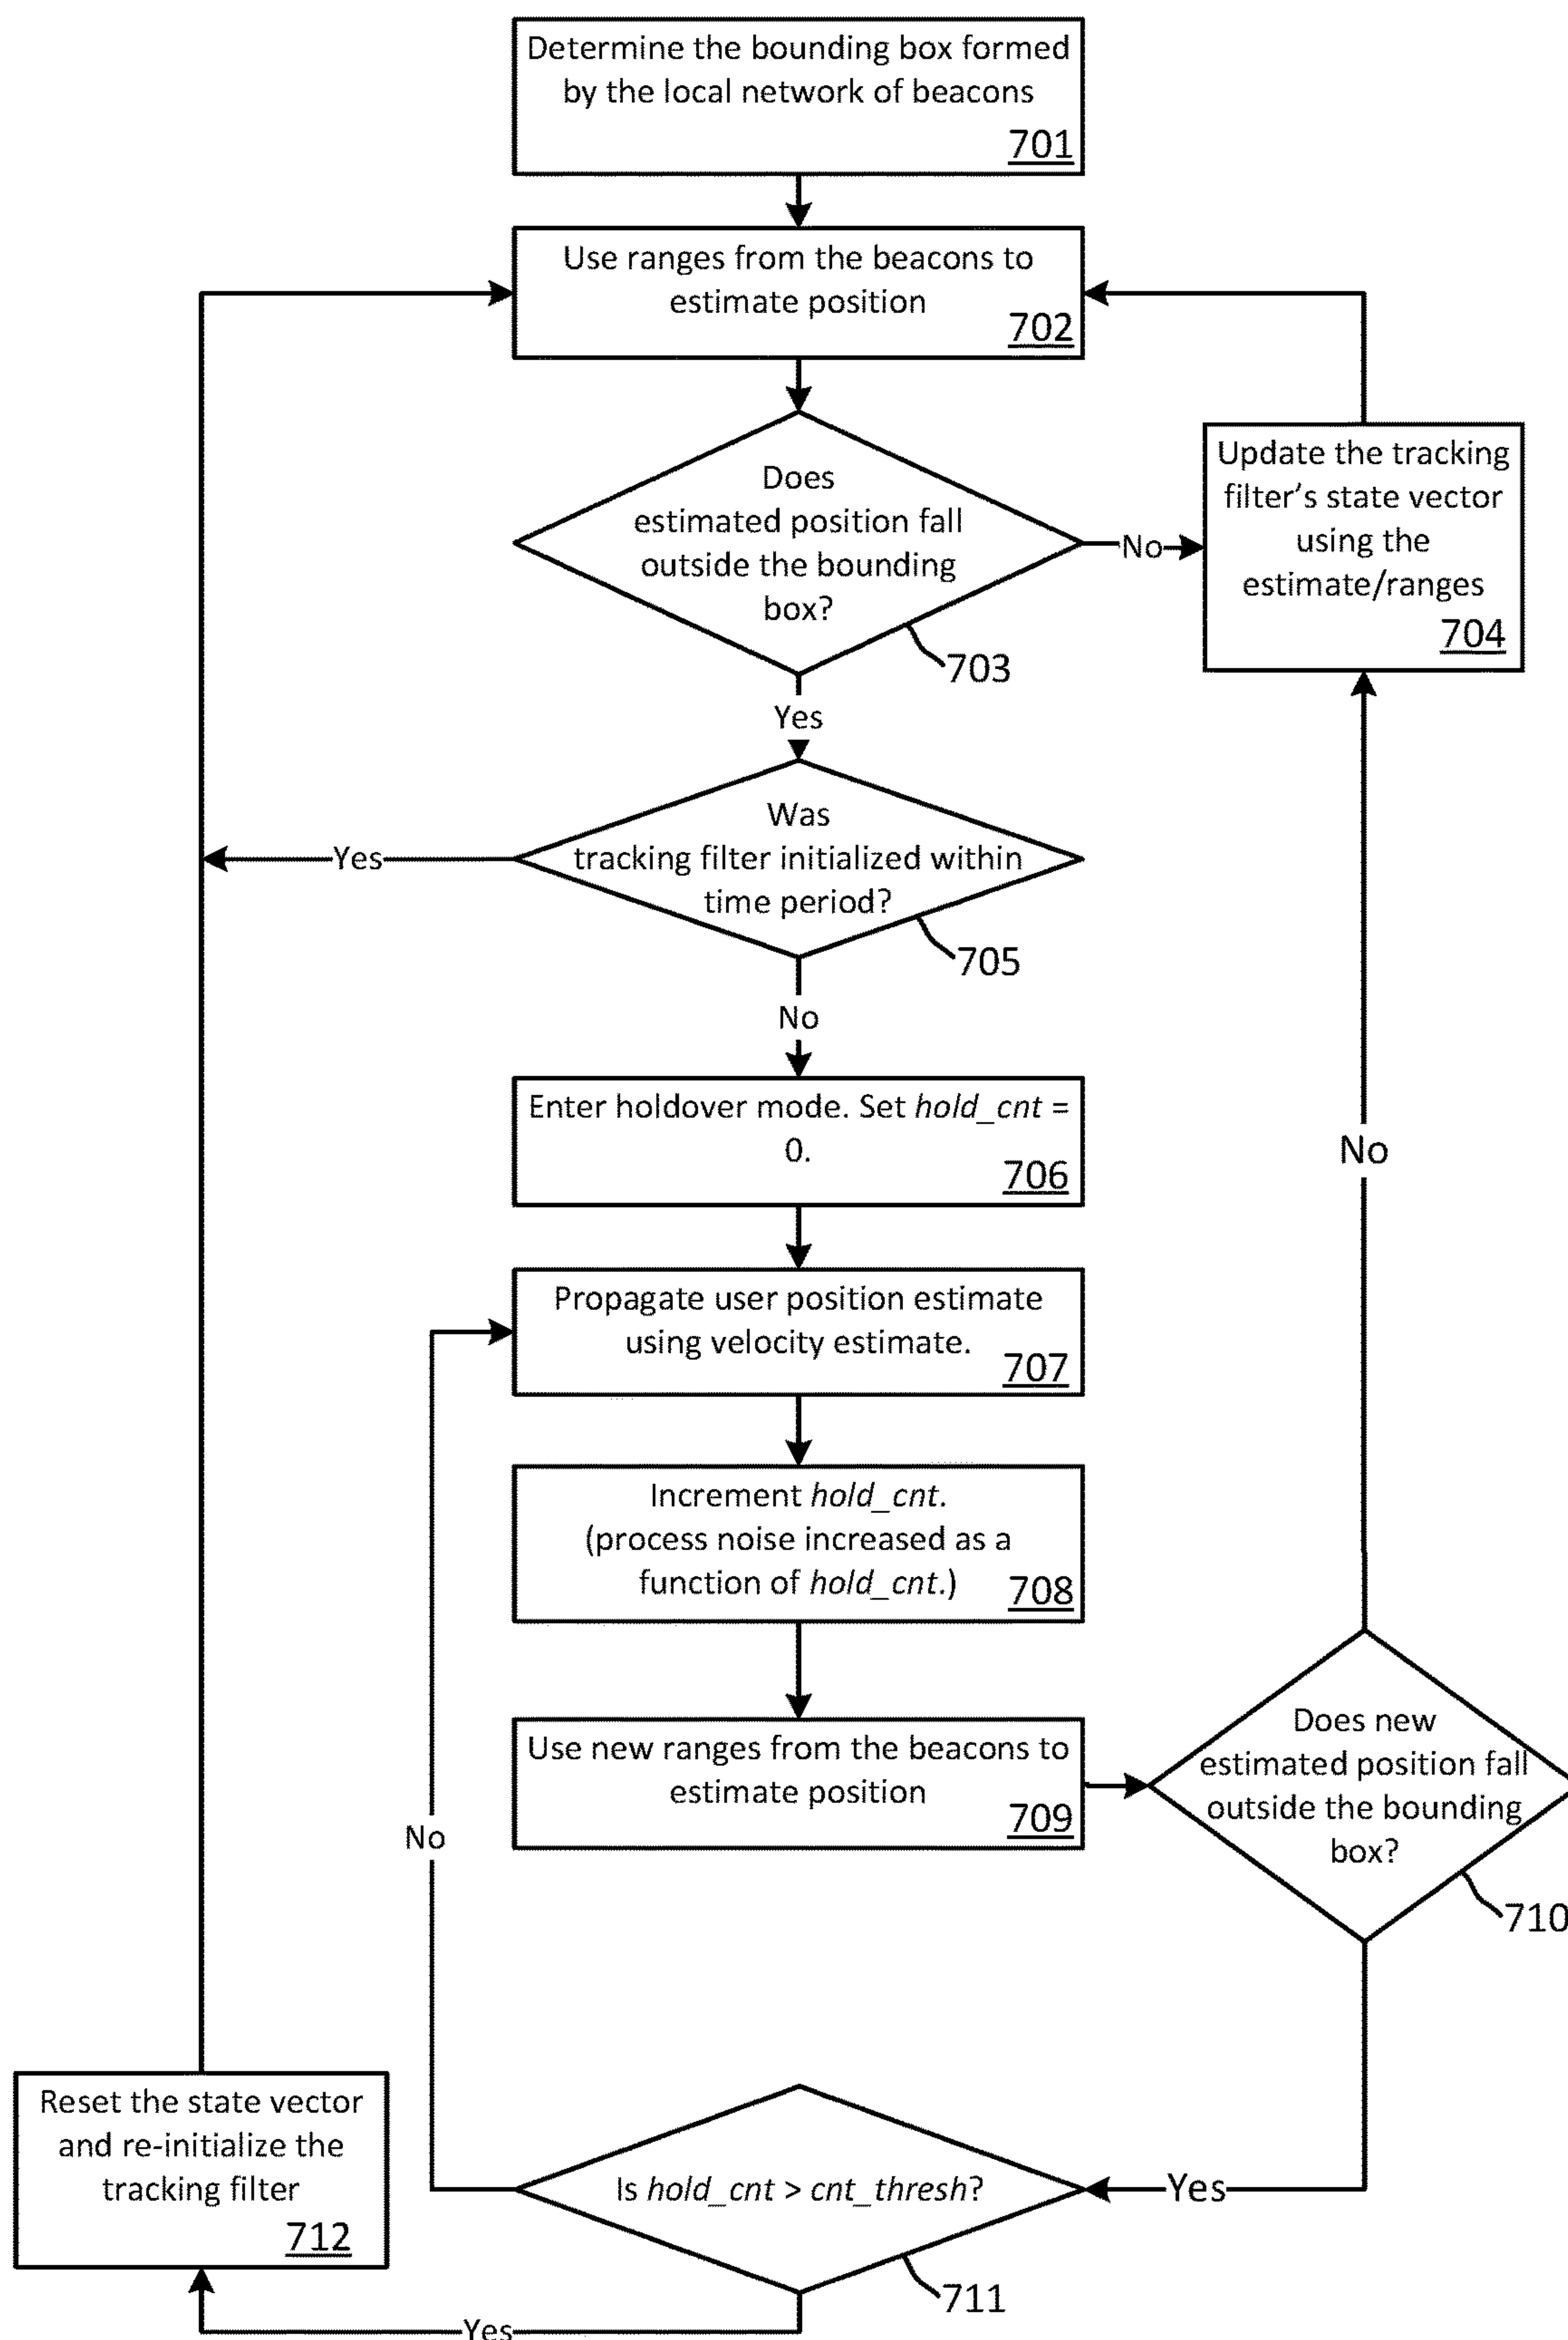 Determine the bounding box formed
by the local network of beacons
701
Use ranges from the beacons to
estimate position
702
Does
estimated position fall
outside the bounding
box?
703
No
Update the tracking
filter's state vector
using the
estimate/ranges
704
Yes
Was
tracking filter initialized within
time period?
705
Yes
No
Enter holdover mode. Set hold_cnt =
0.
706
No
Propagate user position estimate
using velocity estimate.
707
Increment hold_cnt.
(process noise increased as a
function of hold_cnt.)
708
Use new ranges from the beacons to
estimate position
709
Does new
estimated position fall
outside the bounding
box?
710
No
Reset the state vector
and re-initialize the
tracking filter
712
Is hold_cnt > cnt_thresh?
711
Yes
Yes